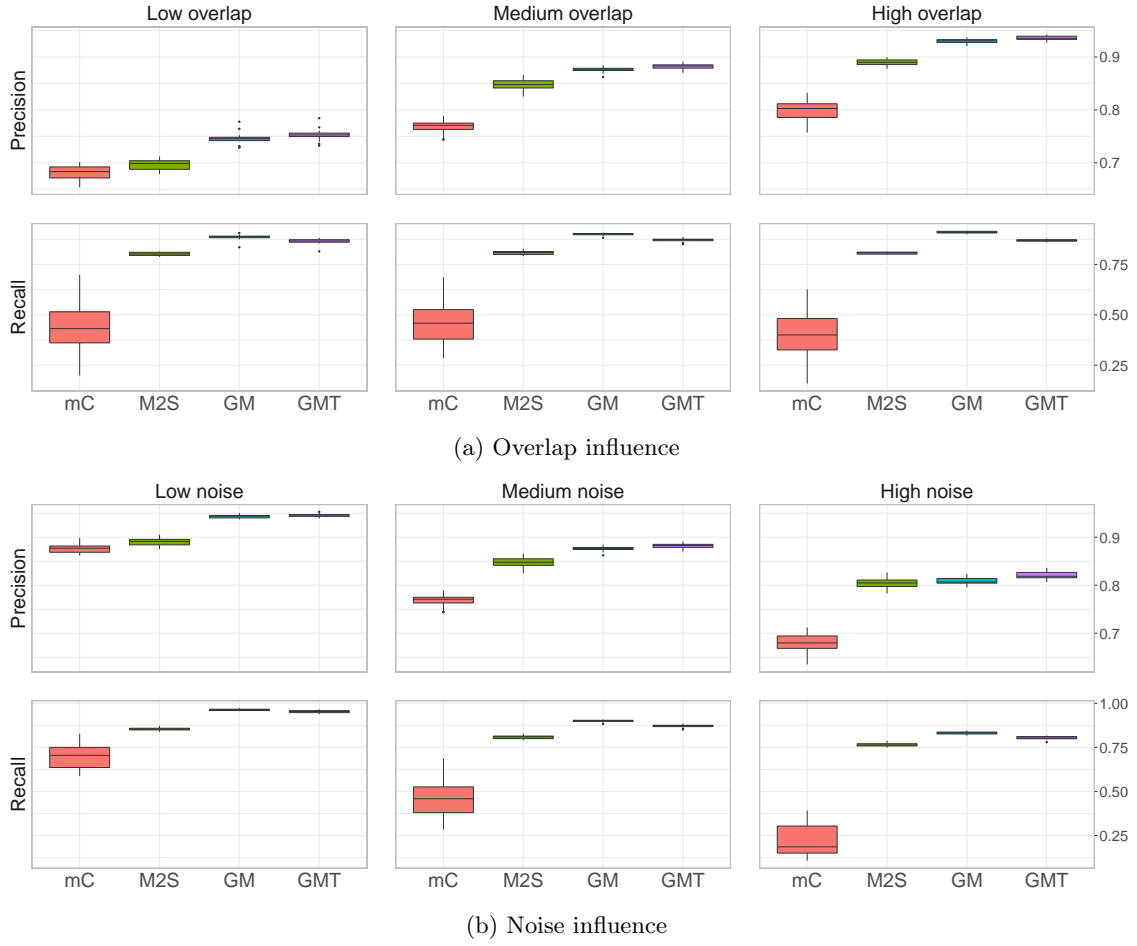 Low overlap
Medium overlap
High overlap
Precision
0.9
0.8
0.7
Recall
0.75
0.50
0.25
mC M2S GM GMT
mC M2S GM GMT
mC M2S GM GMT
(a) Overlap influence
Low noise
Medium noise
High noise
Precision
0.9
0.8
0.7
Recall
1.00
0.75
0.50
0.25
mC M2S GM GMT
mC M2S GM GMT
mC M2S GM GMT
(b) Noise influence